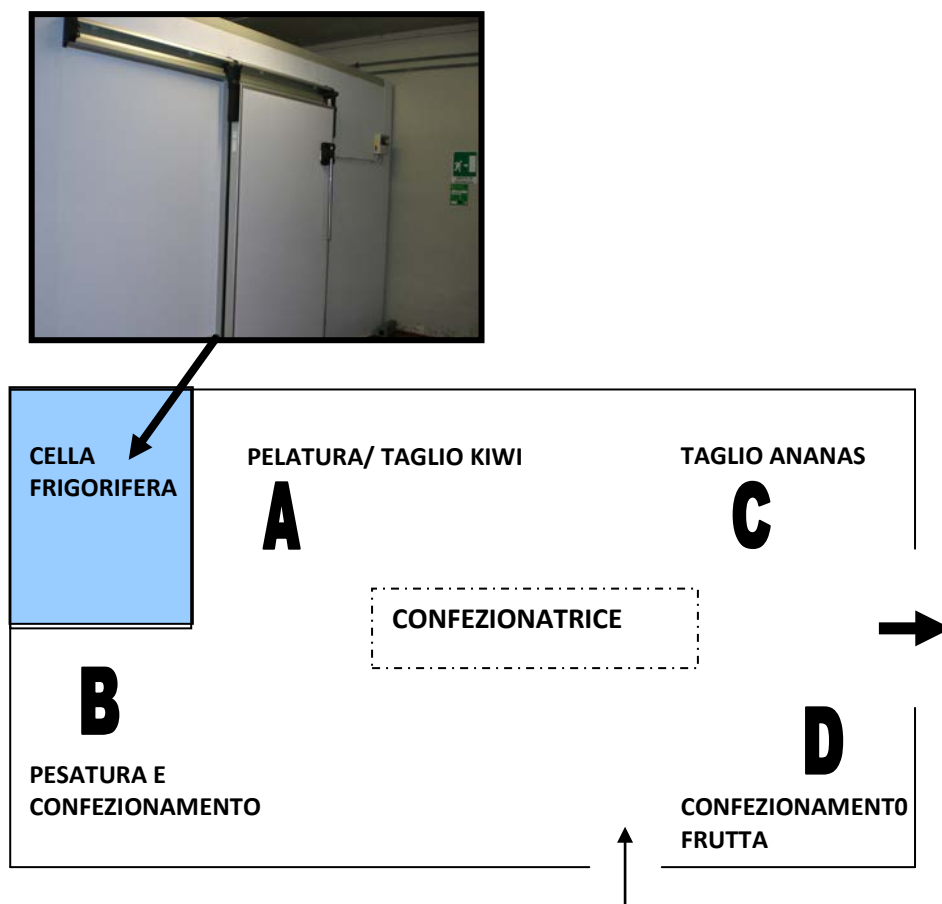 CELLA
FRIGORIFERA
PELATURA/ TAGLIO KIWI
A
TAGLIO ANANAS
C
CONFEZIONATRICE
B
PESATURA E
CONFEZIONAMENTO
D
CONFEZIONAMENT0
FRUTTA